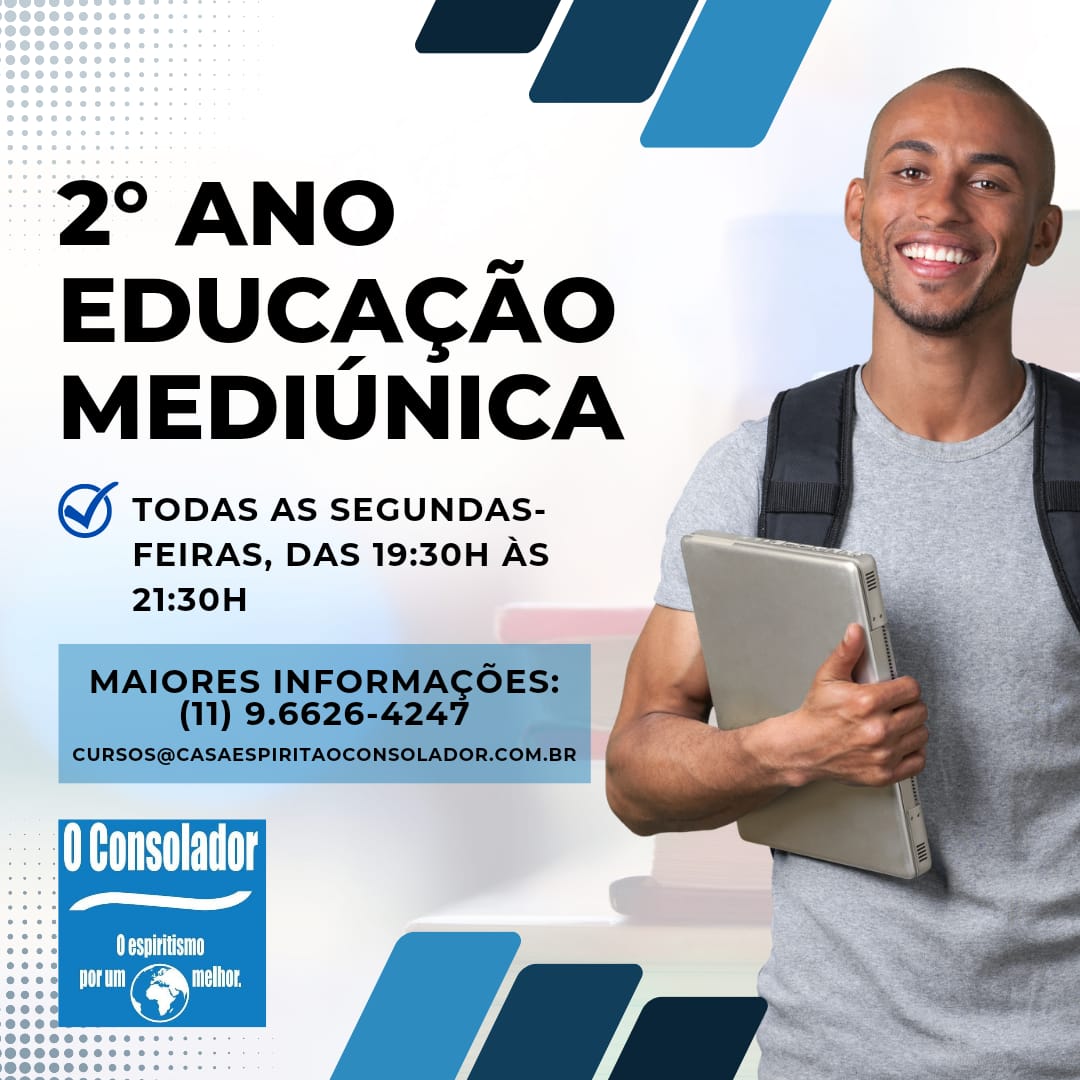 2º ANO
EDUCAÇÃO
MEDIÚNICA
TODAS AS SEGUNDAS-
FEIRAS, DAS 19:30H ÀS
21:30H
MAIORES INFORMAÇÕES:
(11) 9.6626-4247
CURSOS@CASAESPIRITAOCONSOLADOR.COM.BR
O Consolador
O espiritismo
por um melhor.